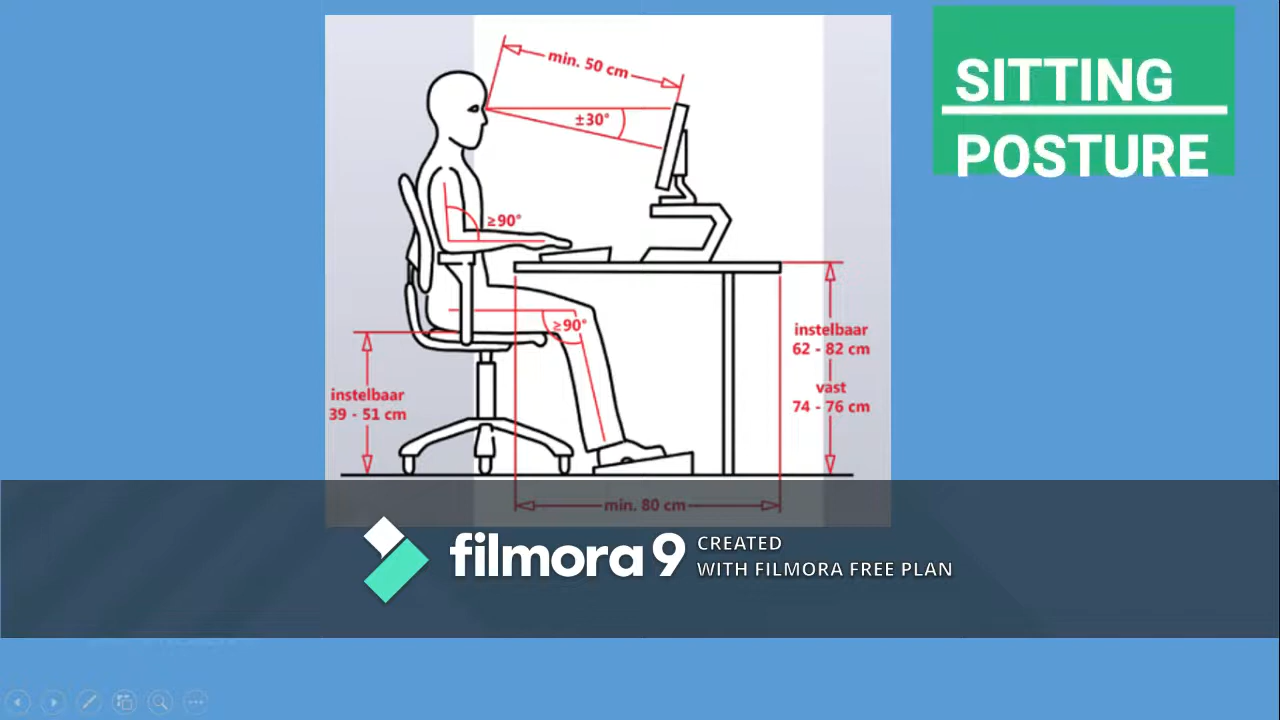 SITTING
POSTURE
min. 50 cm
±30°
≥90°
≥90°
instelbaar
62 - 82 cm
vast
74 - 76 cm
instelbaar
39 - 51 cm
min. 80 cm
filmora 9
CREATED
WITH FILMORA FREE PLAN